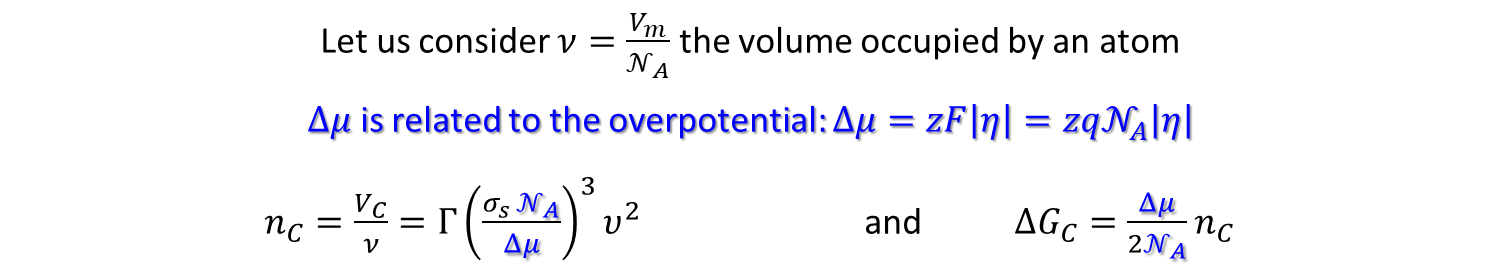 Let us consider ν = V_m/𝒩_A the volume occupied by an atom
Δμ is related to the overpotential: Δμ = zF|η| = zq𝒩_A|η|
n_C = V_C/ν = Γ(σ_s 𝒩_A/Δμ)^3 υ^2 and ΔG_C = Δμ/(2𝒩_A) n_C